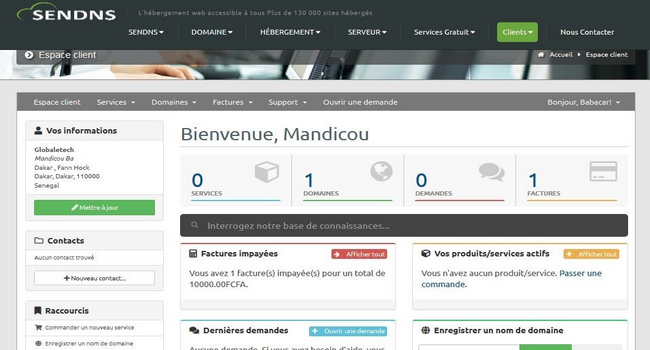 SENDNS
L'hébergement web accessible à tous Plus de 130 000 sites hébergés
SENDNS DOMAINE HÉBERGEMENT SERVEUR Services Gratuit Clients Nous Contacter
Espace client
Accueil Espace client
Espace client Services Domaines Factures Support Ouvrir une demande Bonjour, Babacar!
Vos informations
Globaletech
Mandicou Ba
Dakar , Fann Hock
Dakar, Dakar, 110000
Senegal
Mettre à jour
Contacts
Aucun contact trouvé
Nouveau contact...
Raccourcis
Commander un nouveau service
Enregistrer un nom de domaine
Bienvenue, Mandicou
0
SERVICES
1
DOMAINES
0
DEMANDES
1
FACTURES
Interrogez notre base de connaissances...
Factures impayées
Afficher tout
Vous avez 1 facture(s) impayée(s) pour un total de
10000.00FCFA.
Vos produits/services actifs
Afficher tout
Vous n'avez aucun produit/service. Passer une
commande.
Dernières demandes
Ouvrir une demande
Aucune demande. Si vous avez besoin d'aide, vous
Enregistrer un nom de domaine